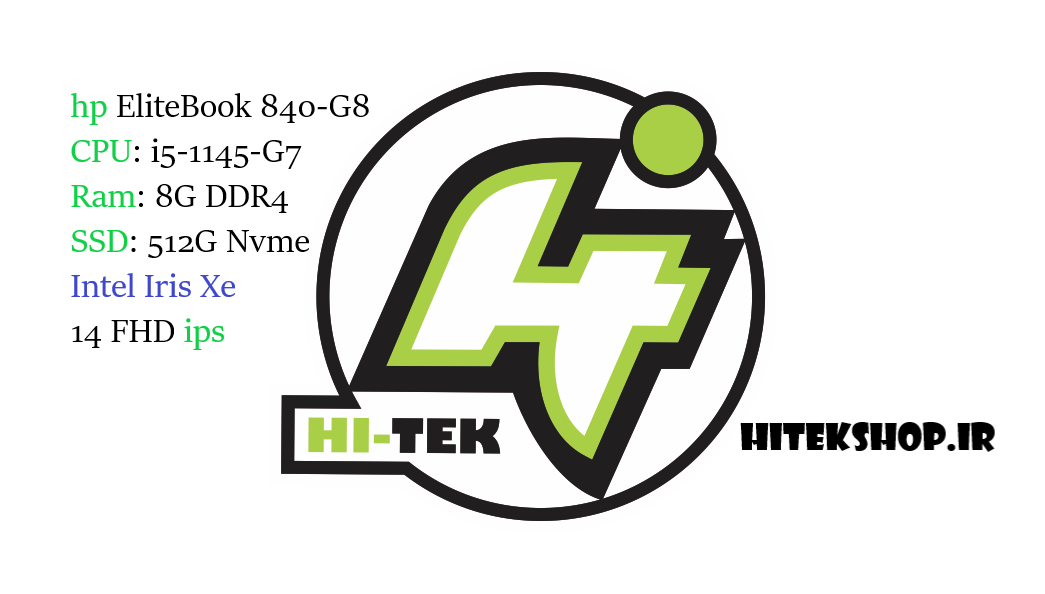 hp EliteBook 840-G8
CPU: i5-1145-G7
Ram: 8G DDR4
SSD: 512G Nvme
Intel Iris Xe
14 FHD ips
HI-TEK
HITEKSHOP.IR